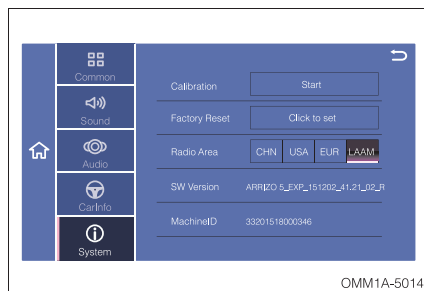 Common
Sound
Audio
CarInfo
System
Calibration Start
Factory Reset Click to set
Radio Area CHN USA EUR LAAM
SW Version ARRIZO 5_EXP_151202_41.21_02_R
MachineID 33201518000346
OMM1A-5014